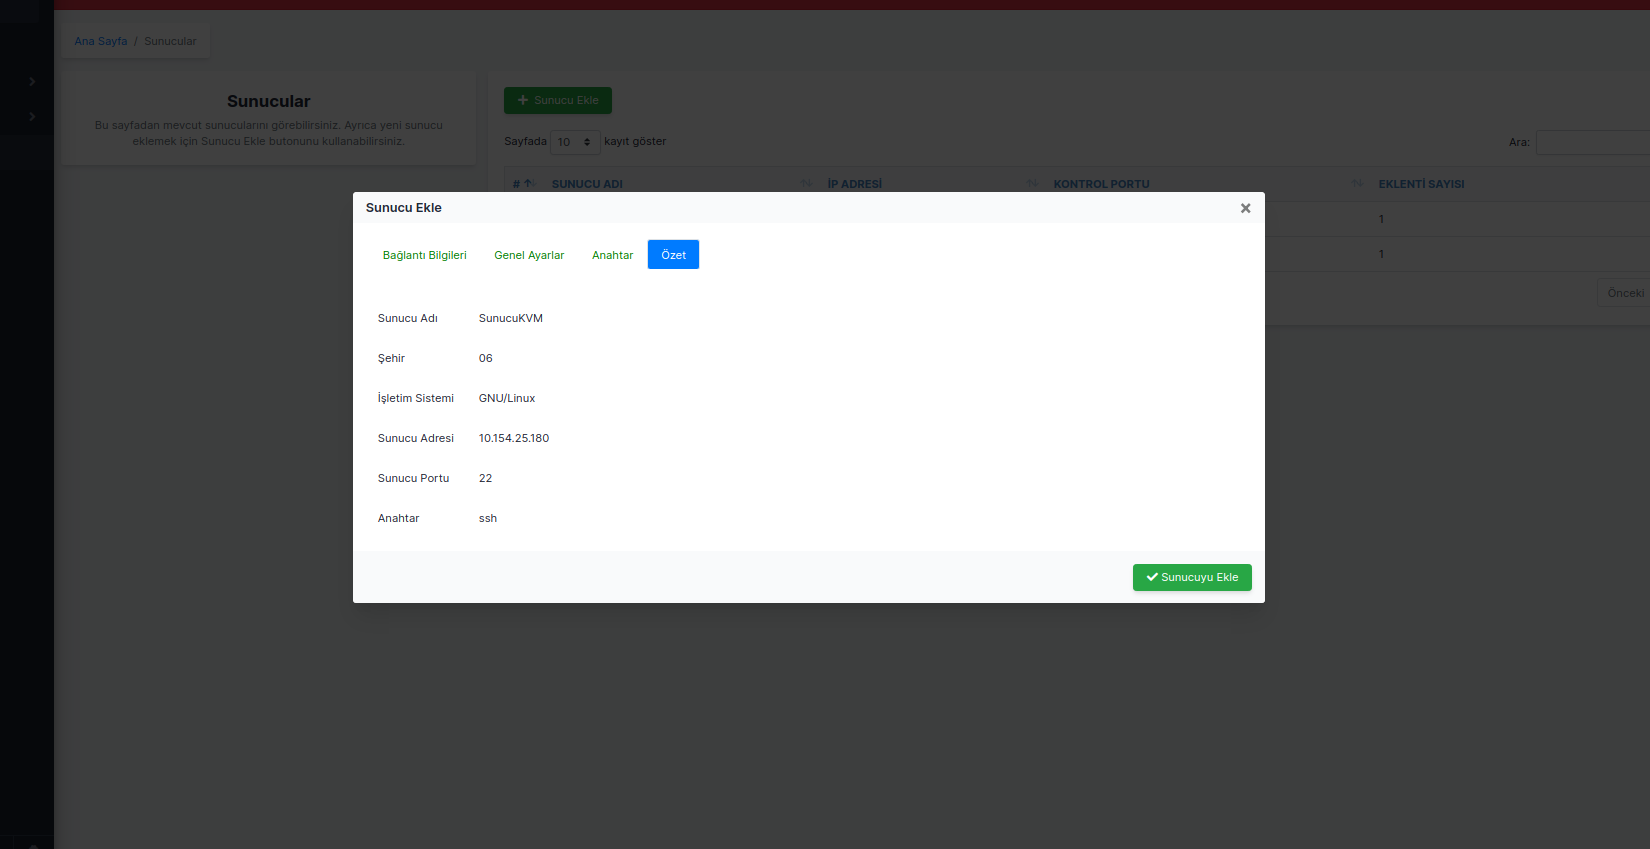 Ana Sayfa / Sunucular
Sunucular
Bu sayfadan mevcut sunucularını görebilirsiniz. Ayrıca yeni sunucu
eklemek için Sunucu Ekle butonunu kullanabilirsiniz.
Sunucu Ekle
Sayfada 10 kayıt göster
Ara:
# SUNUCU ADI İP ADRESİ KONTROL PORTU EKLENTİ SAYISI
1
1
Önceki
Sunucu Ekle
Bağlantı Bilgileri Genel Ayarlar Anahtar Özet
Sunucu Adı SunucuKVM
Şehir 06
İşletim Sistemi GNU/Linux
Sunucu Adresi 10.154.25.180
Sunucu Portu 22
Anahtar ssh
Sunucuyu Ekle